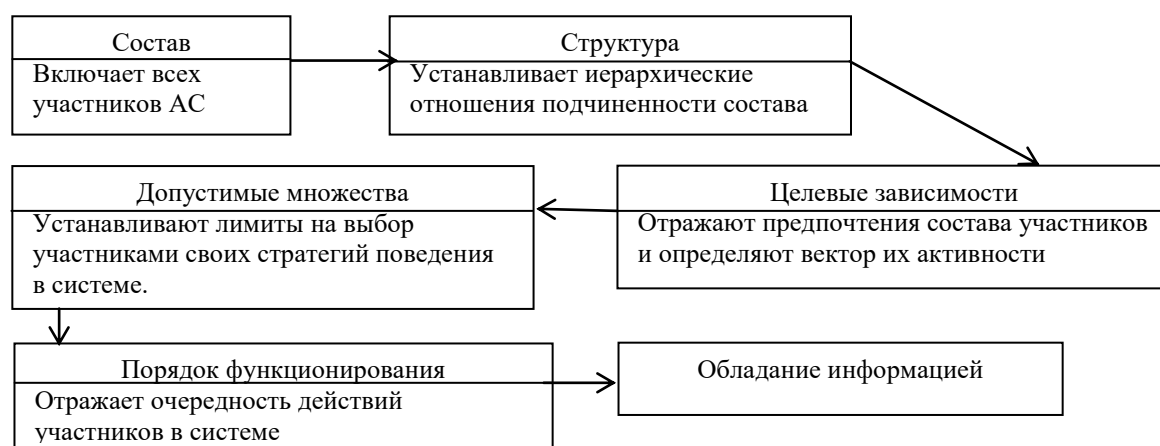 Состав
Включает всех
участников АС
Структура
Устанавливает иерархические
отношения подчиненности состава
Допустимые множества
Устанавливают лимиты на выбор
участниками своих стратегий поведения
в системе.
Целевые зависимости
Отражают предпочтения состава участников
и определяют вектор их активности
Порядок функционирования
Отражает очередность действий
участников в системе
Обладание информацией